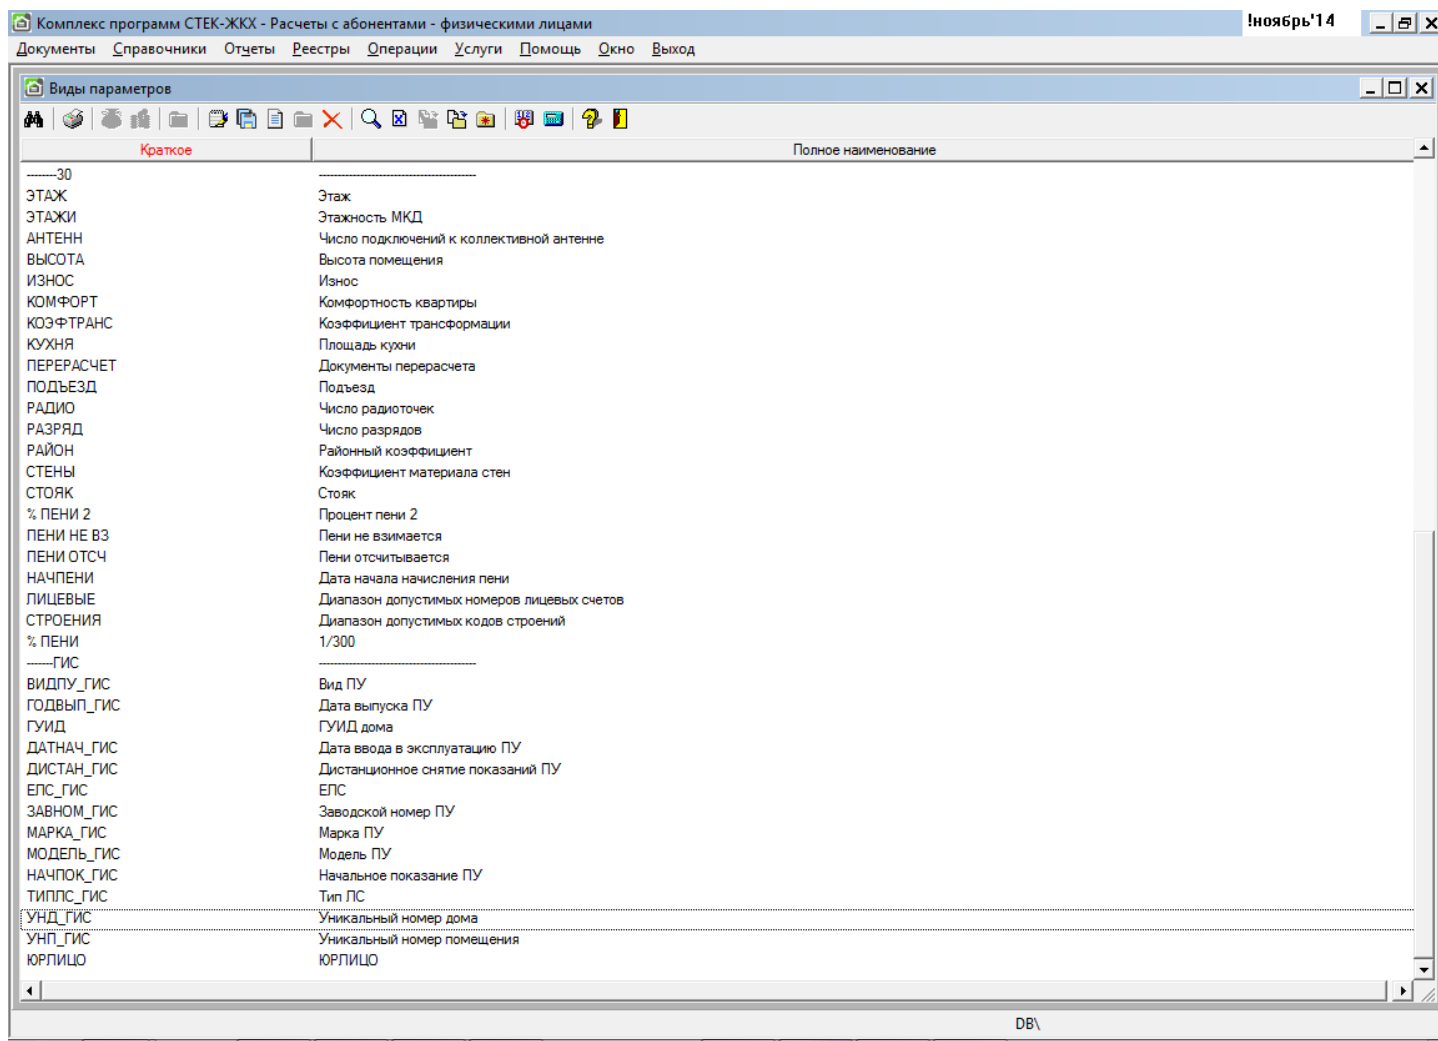 Комплекс программ СТЕК-ЖКХ - Расчеты с абонентами - физическими лицами !ноябрь'14
Документы Справочники Отчеты Реестры Операции Услуги Помощь Окно Выход
Виды параметров
Краткое Полное наименование
--------30 ------------------------------------------
ЭТАЖ Этаж
ЭТАЖИ Этажность МКД
АНТЕНН Число подключений к коллективной антенне
ВЫСОТА Высота помещения
ИЗНОС Износ
КОМФОРТ Комфортность квартиры
КОЭФТРАНС Коэффициент трансформации
КУХНЯ Площадь кухни
ПЕРЕРАСЧЕТ Документы перерасчета
ПОДЪЕЗД Подъезд
РАДИО Число радиоточек
РАЗРЯД Число разрядов
РАЙОН Районный коэффициент
СТЕНЫ Коэффициент материала стен
СТОЯК Стояк
% ПЕНИ 2 Процент пени 2
ПЕНИ НЕ ВЗ Пени не взимается
ПЕНИ ОТСЧ Пени отсчитывается
НАЧПЕНИ Дата начала начисления пени
ЛИЦЕВЫЕ Диапазон допустимых номеров лицевых счетов
СТРОЕНИЯ Диапазон допустимых кодов строений
% ПЕНИ 1/300
-------ГИС ------------------------------------------
ВИДПУ_ГИС Вид ПУ
ГОДВЫП_ГИС Дата выпуска ПУ
ГУИД ГУИД дома
ДАТНАЧ_ГИС Дата ввода в эксплуатацию ПУ
ДИСТАН_ГИС Дистанционное снятие показаний ПУ
ЕЛС_ГИС ЕЛС
ЗАВНОМ_ГИС Заводской номер ПУ
МАРКА_ГИС Марка ПУ
МОДЕЛЬ_ГИС Модель ПУ
НАЧПОК_ГИС Начальное показание ПУ
ТИПЛС_ГИС Тип ЛС
УНД_ГИС Уникальный номер дома
УНП_ГИС Уникальный номер помещения
ЮРЛИЦО ЮРЛИЦО
DB\